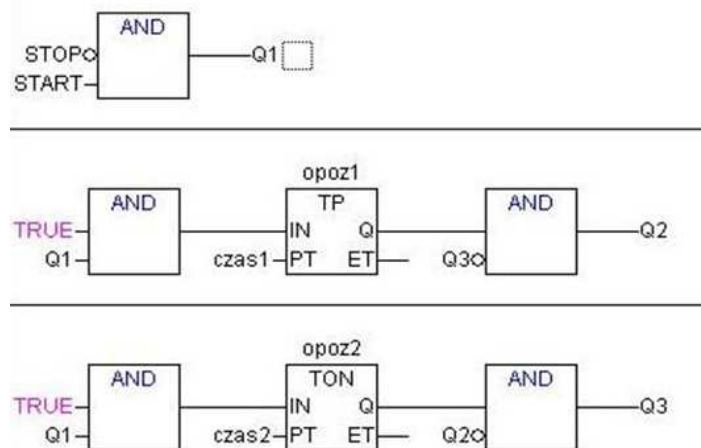 AND
STOP
Q1
START
opoz1
AND
TP
AND
TRUE
IN
Q
Q2
Q1
czas1
PT
ET
Q3
opoz2
AND
TON
AND
TRUE
IN
Q
Q3
Q1
czas2
PT
ET
Q2